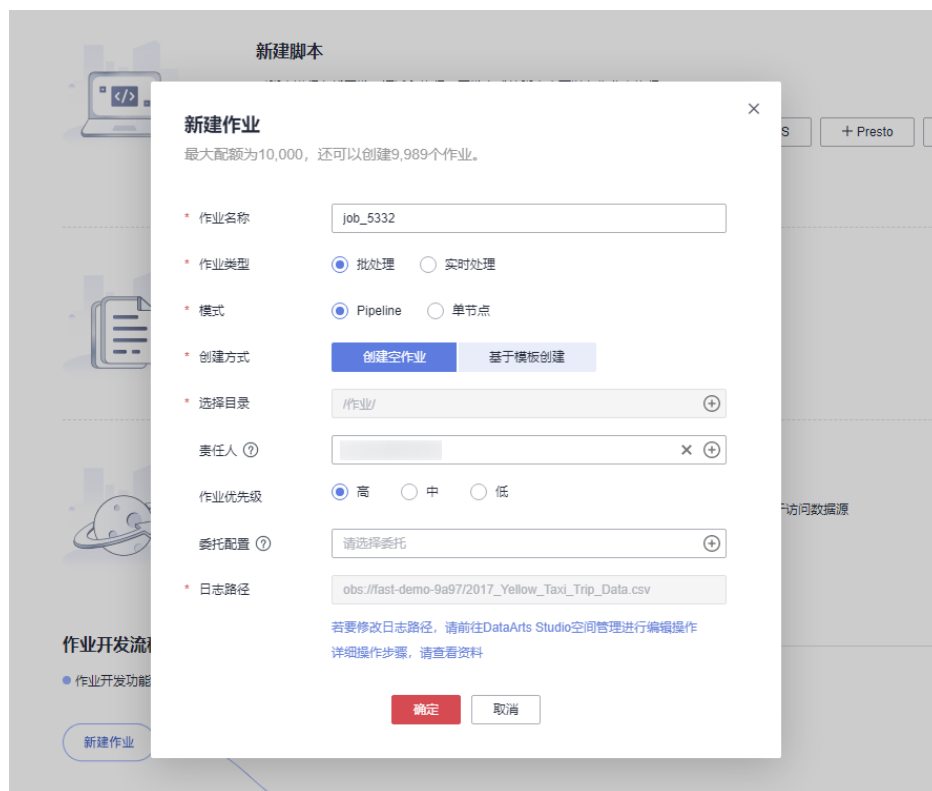 新建脚本
S
+ Presto
新建作业
最大配额为10,000，还可以创建9,989个作业。
* 作业名称
job_5332
* 作业类型
批处理
实时处理
* 模式
Pipeline
单节点
* 创建方式
创建空作业
基于模板创建
* 选择目录
/作业/
责任人 ?
作业优先级
高
中
低
于访问数据源
委托配置 ?
请选择委托
* 日志路径
obs://fast-demo-9a97/2017_Yellow_Taxi_Trip_Data.csv
若要修改日志路径，请前往DataArts Studio空间管理进行编辑操作
详细操作步骤，请查看资料
作业开发流程
作业开发功能
确定
取消
新建作业